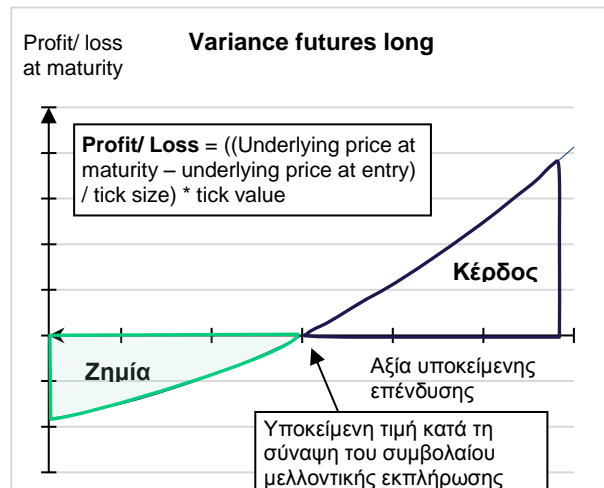 Profit/ loss
at maturity
Variance futures long
Profit/ Loss = ((Underlying price at
maturity – underlying price at entry)
/ tick size) * tick value
Κέρδος
Ζημία
Αξία υποκείμενης
επένδυσης
Υποκείμενη τιμή κατά τη
σύναψη του συμβολαίου
μελλοντικής εκπλήρωσης